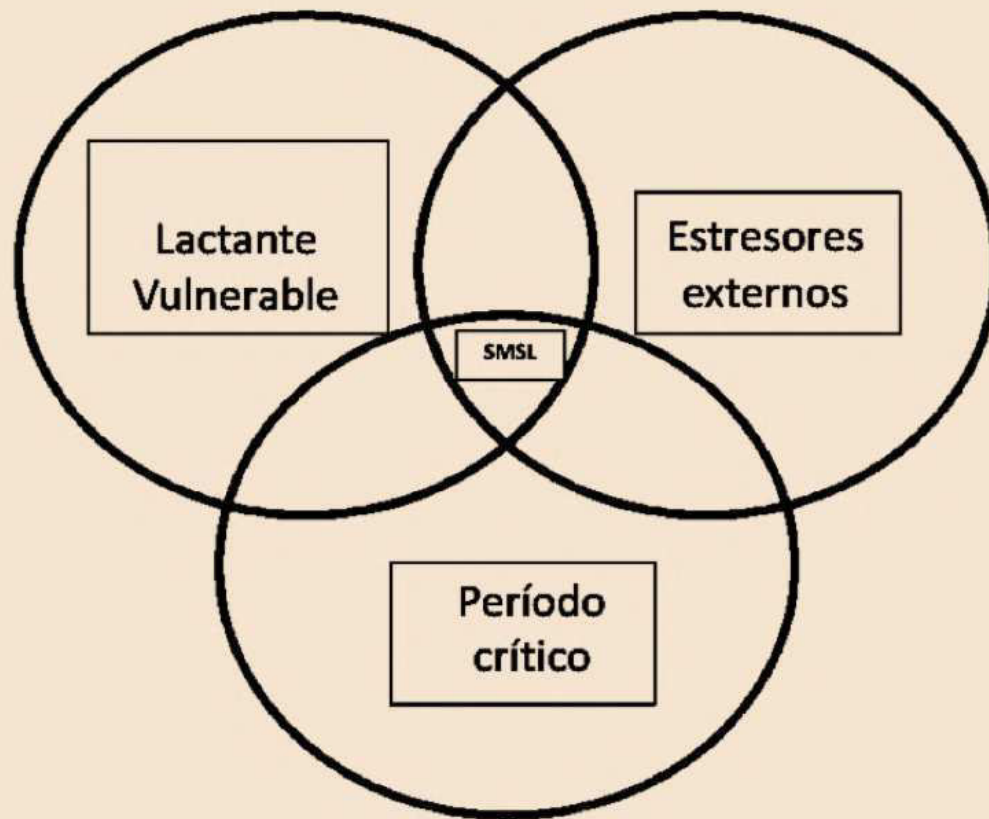 Lactante
Vulnerable
Estresores
externos
SMSL
Período
crítico